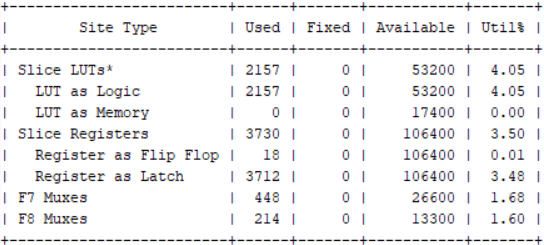 +----------------------------+------+-------+-----------+-------+
|          Site Type         | Used | Fixed | Available | Util% |
+----------------------------+------+-------+-----------+-------+
| Slice LUTs*                | 2157 |     0 |     53200 |  4.05 |
|   LUT as Logic             | 2157 |     0 |     53200 |  4.05 |
|   LUT as Memory            |    0 |     0 |     17400 |  0.00 |
| Slice Registers            | 3730 |     0 |    106400 |  3.50 |
|   Register as Flip Flop    |   18 |     0 |    106400 |  0.01 |
|   Register as Latch        | 3712 |     0 |    106400 |  3.48 |
| F7 Muxes                   |  448 |     0 |     26600 |  1.68 |
| F8 Muxes                   |  214 |     0 |     13300 |  1.60 |
+----------------------------+------+-------+-----------+-------+